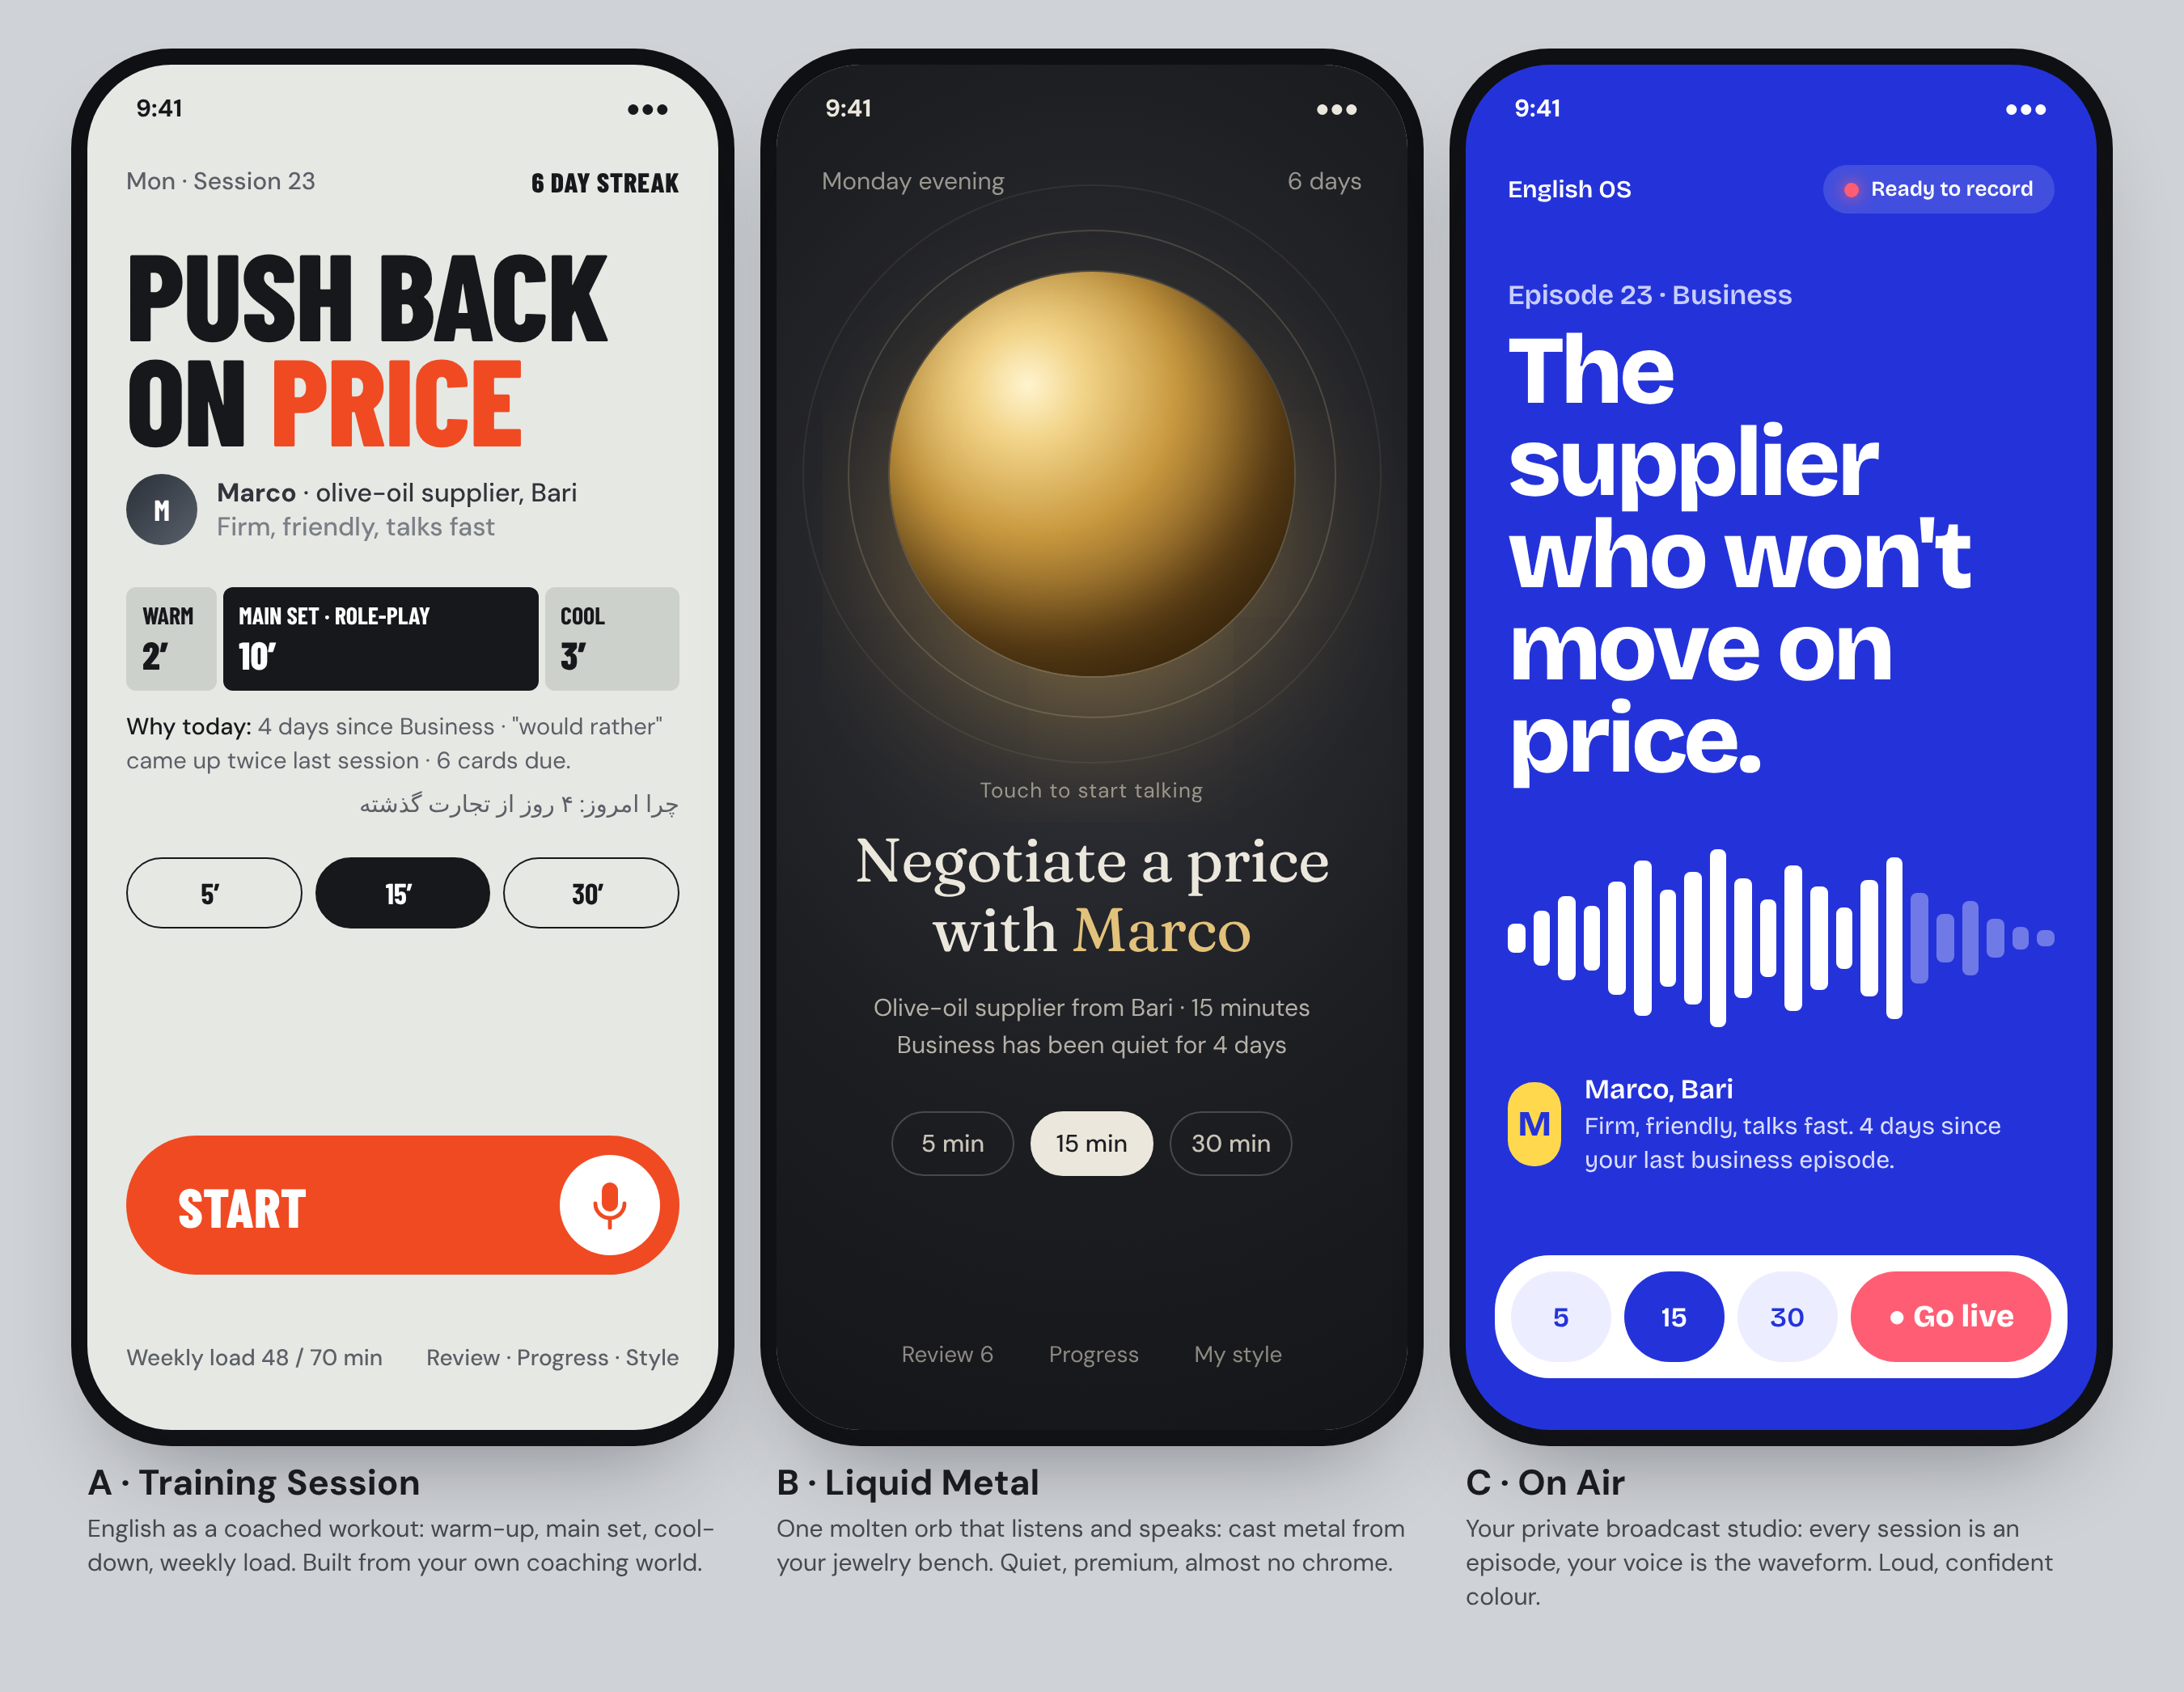 9:41
Mon · Session 23
6 DAY STREAK
PUSH BACK
ON PRICE
M
Marco · olive-oil supplier, Bari
Firm, friendly, talks fast
WARM
2′
MAIN SET · ROLE-PLAY
10′
COOL
3′
Why today: 4 days since Business · "would rather"
came up twice last session · 6 cards due.
چرا امروز: ۴ روز از تجارت گذشته
5′
15′
30′
START
Weekly load 48 / 70 min
Review · Progress · Style
A · Training Session
English as a coached workout: warm-up, main set, cool-
down, weekly load. Built from your own coaching world.
9:41
Monday evening
6 days
Touch to start talking
Negotiate a price
with Marco
Olive-oil supplier from Bari · 15 minutes
Business has been quiet for 4 days
5 min
15 min
30 min
Review 6
Progress
My style
B · Liquid Metal
One molten orb that listens and speaks: cast metal from
your jewelry bench. Quiet, premium, almost no chrome.
9:41
English OS
Ready to record
Episode 23 · Business
The
supplier
who won't
move on
price.
M
Marco, Bari
Firm, friendly, talks fast. 4 days since
your last business episode.
5
15
30
Go live
C · On Air
Your private broadcast studio: every session is an
episode, your voice is the waveform. Loud, confident
colour.